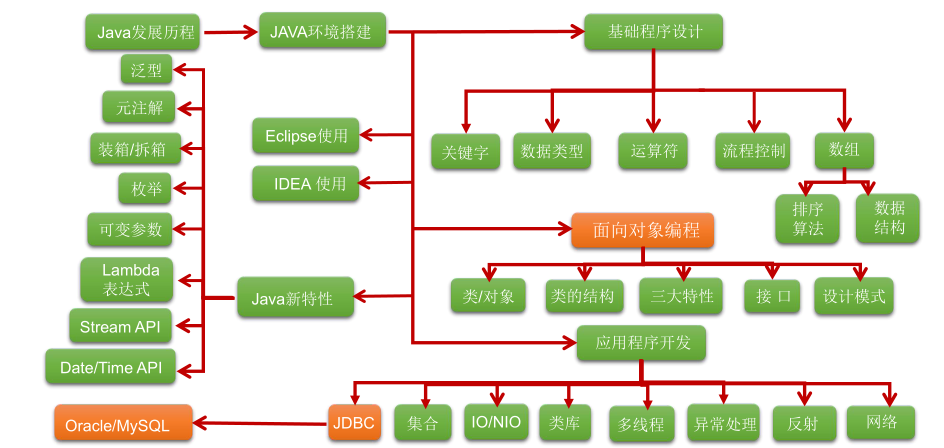 Java发展历程
JAVA环境搭建
基础程序设计
泛型
元注解
装箱/拆箱
枚举
可变参数
Lambda
表达式
Stream API
Date/Time API
Eclipse使用
IDEA 使用
Java新特性
关键字
数据类型
运算符
流程控制
数组
排序
算法
数据
结构
面向对象编程
类/对象
类的结构
三大特性
接口
设计模式
应用程序开发
Oracle/MySQL
JDBC
集合
IO/NIO
类库
多线程
异常处理
反射
网络